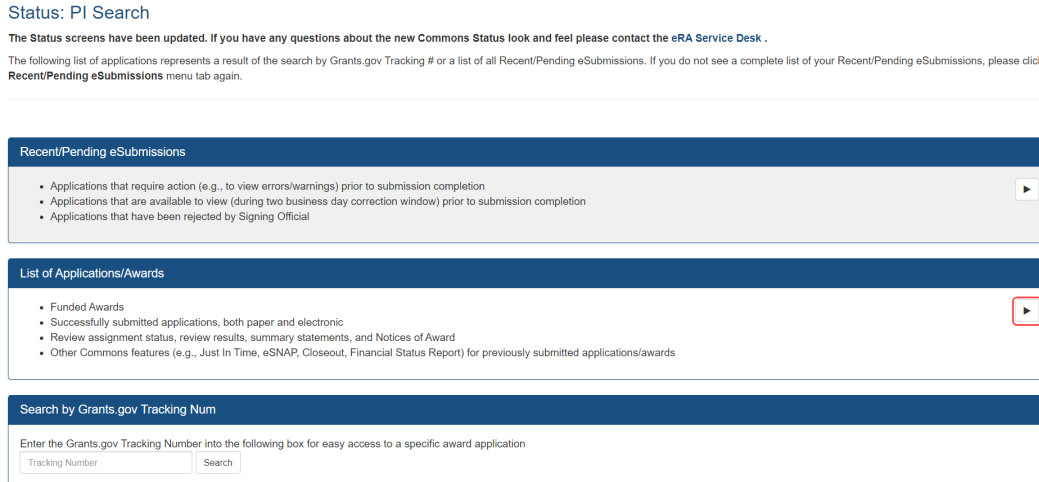 Status: PI Search
The Status screens have been updated. If you have any questions about the new Commons Status look and feel please contact the eRA Service Desk .
The following list of applications represents a result of the search by Grants.gov Tracking # or a list of all Recent/Pending eSubmissions. If you do not see a complete list of your Recent/Pending eSubmissions, please clic
Recent/Pending eSubmissions menu tab again.
Recent/Pending eSubmissions
• Applications that require action (e.g., to view errors/warnings) prior to submission completion
• Applications that are available to view (during two business day correction window) prior to submission completion
• Applications that have been rejected by Signing Official
List of Applications/Awards
• Funded Awards
• Successfully submitted applications, both paper and electronic
• Review assignment status, review results, summary statements, and Notices of Award
• Other Commons features (e.g., Just In Time, eSNAP, Closeout, Financial Status Report) for previously submitted applications/awards
Search by Grants.gov Tracking Num
Enter the Grants.gov Tracking Number into the following box for easy access to a specific award application
Tracking Number Search